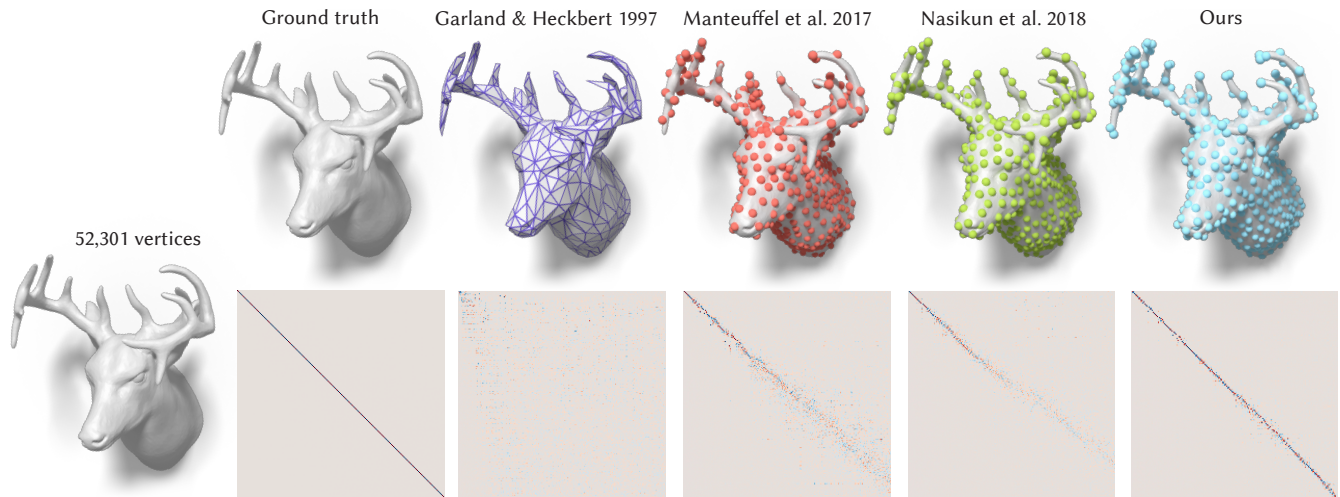 Ground truth
Garland & Heckbert 1997
Manteuffel et al. 2017
Nasikun et al. 2018
Ours
52,301 vertices